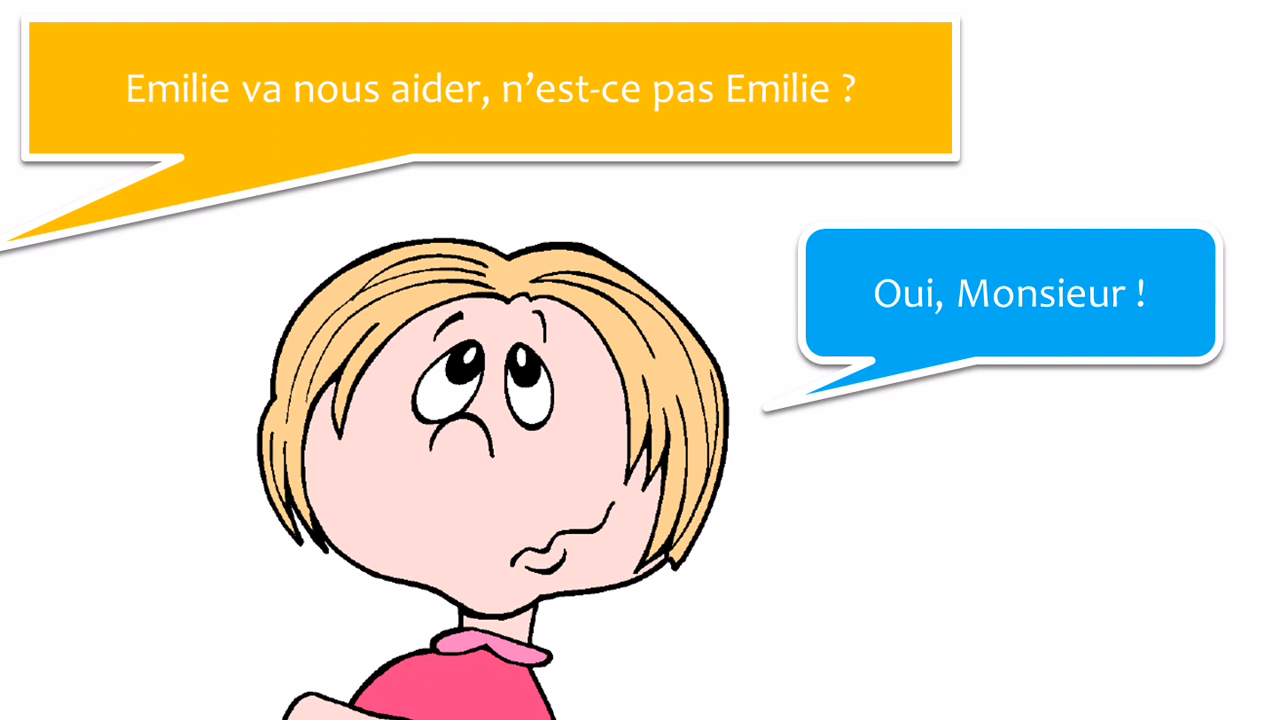 Emilie va nous aider, n’est-ce pas Emilie ?
Oui, Monsieur !